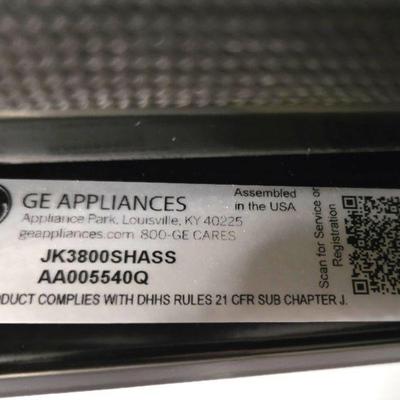 GE APPLIANCES
Appliance Park, Louisville, KY 40225
geappliances.com 800-GE CARES
Assembled
in the USA
Scan for Service or
Registration
JK3800SHASS
AA005540Q
COMPLIES WITH DHHS RULES 21 CFR SUB CHAPTER J.